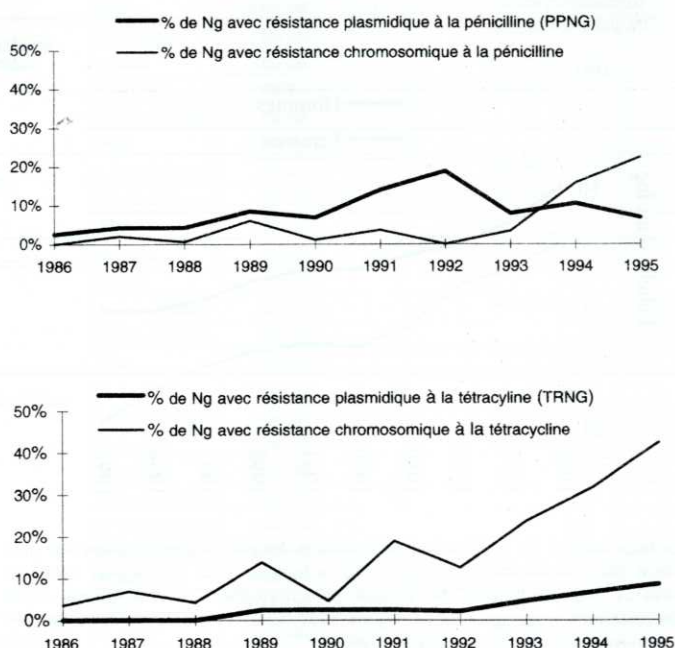 % de Ng avec résistance plasmidique à la pénicilline (PPNG)
% de Ng avec résistance chromosomique à la pénicilline
50%
40%
30%
20%
10%
0%
1986 1987 1988 1989 1990 1991 1992 1993 1994 1995
% de Ng avec résistance plasmidique à la tétracyline (TRNG)
% de Ng avec résistance chromosomique à la tétracycline
50%
40%
30%
20%
10%
0%
1986 1987 1988 1989 1990 1991 1992 1993 1994 1995